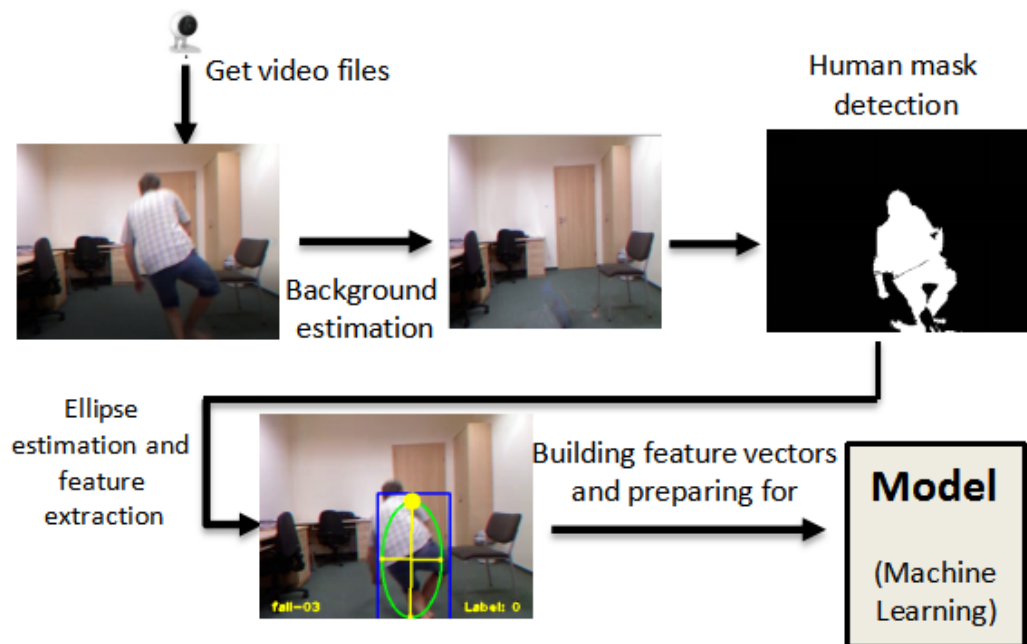 Get video files
Human mask
detection
Background
estimation
Ellipse
estimation and
feature
extraction
fall-03
Label: 0
Building feature vectors
and preparing for
Model
(Machine
Learning)